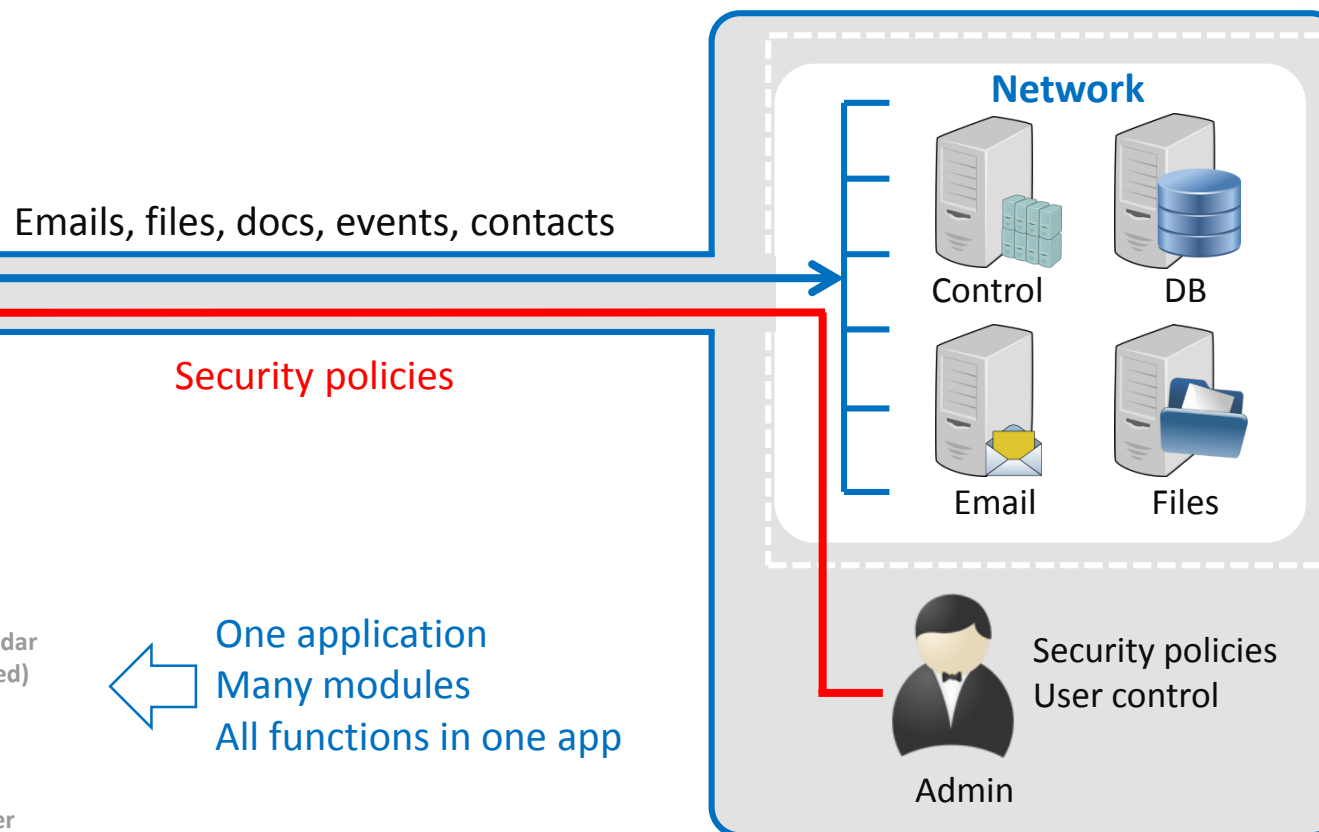 Network
Emails, files, docs, events, contacts
Control
DB
Security policies
Email
Files
One application
Many modules
All functions in one app
Security policies
User control
Admin